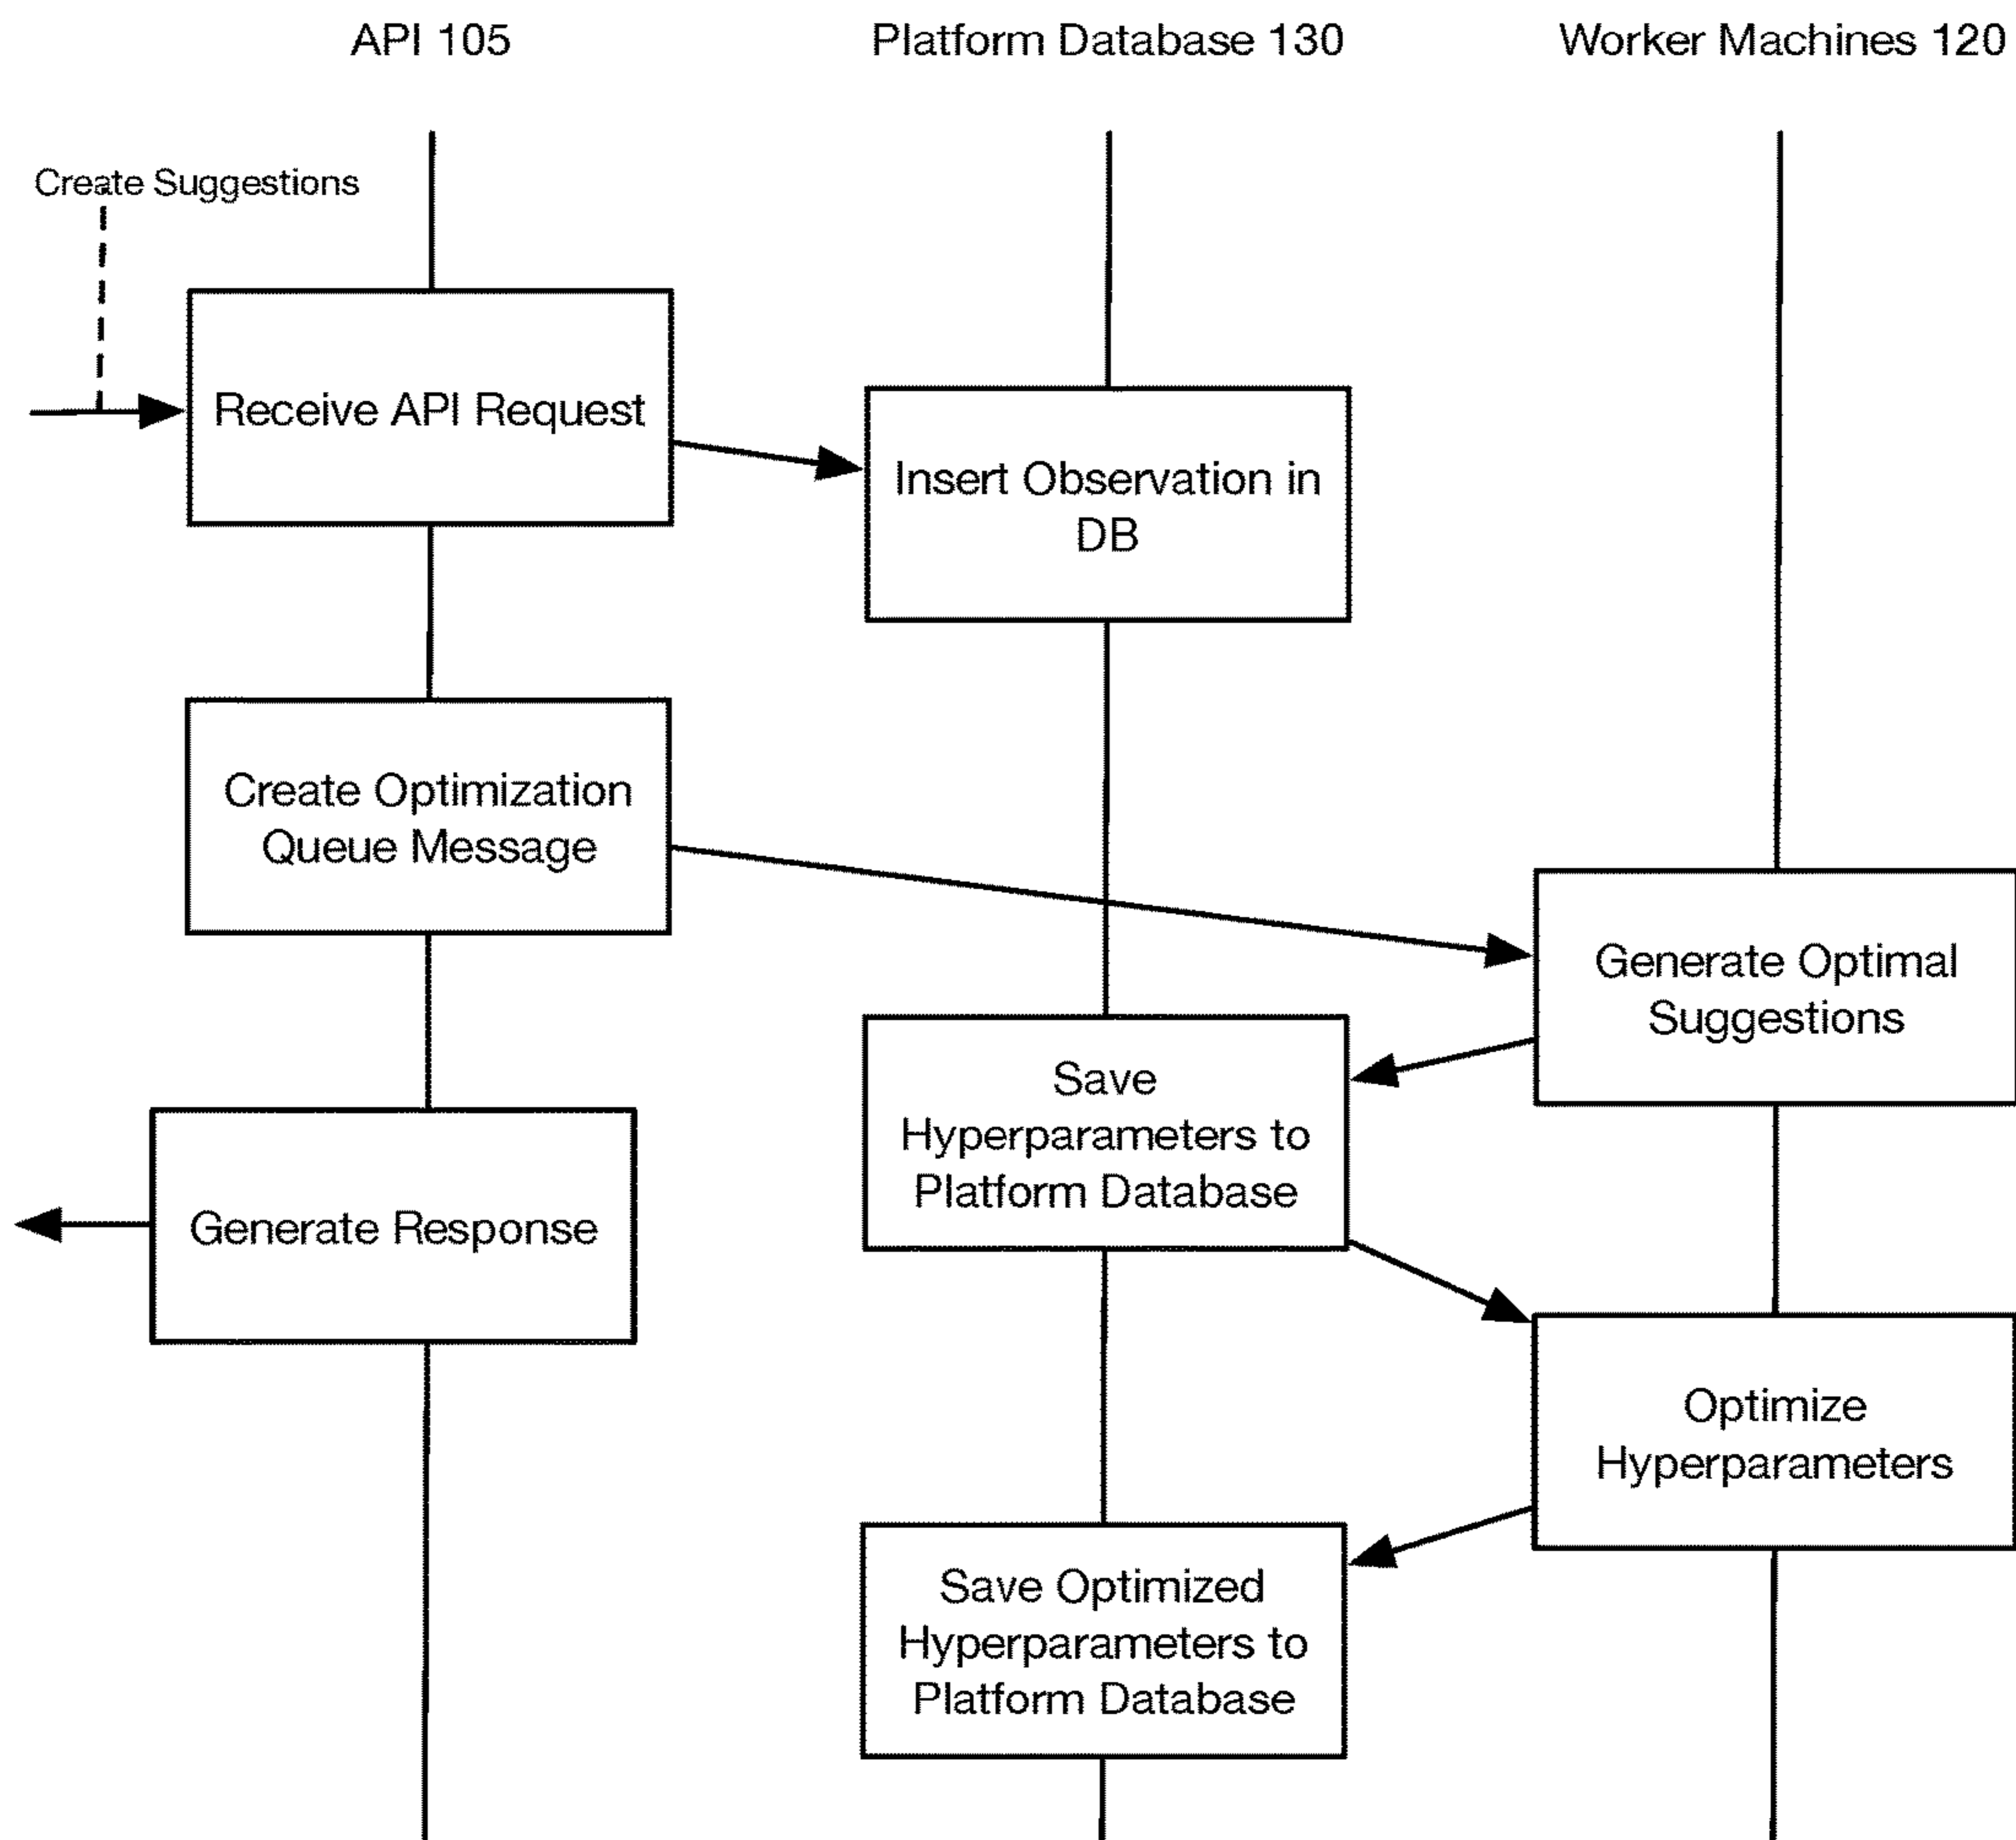 API 105
Platform Database 130
Worker Machines 120
Create Suggestions
Receive API Request
Insert Observation in
DB
Create Optimization
Queue Message
Generate Optimal
Suggestions
Save
Hyperparameters to
Platform Database
Generate Response
Optimize
Hyperparameters
Save Optimized
Hyperparameters to
Platform Database